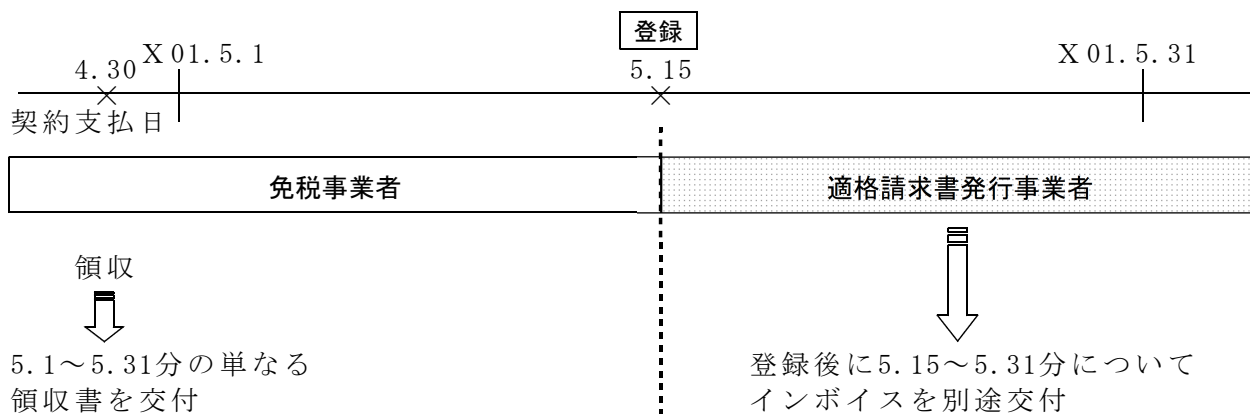 登録
4.30
X01.5.1
5.15
X01.5.31
契約支払日
免税事業者
適格請求書発行事業者
領収
5.1～5.31分の単なる
領収書を交付
登録後に5.15～5.31分について
インボイスを別途交付